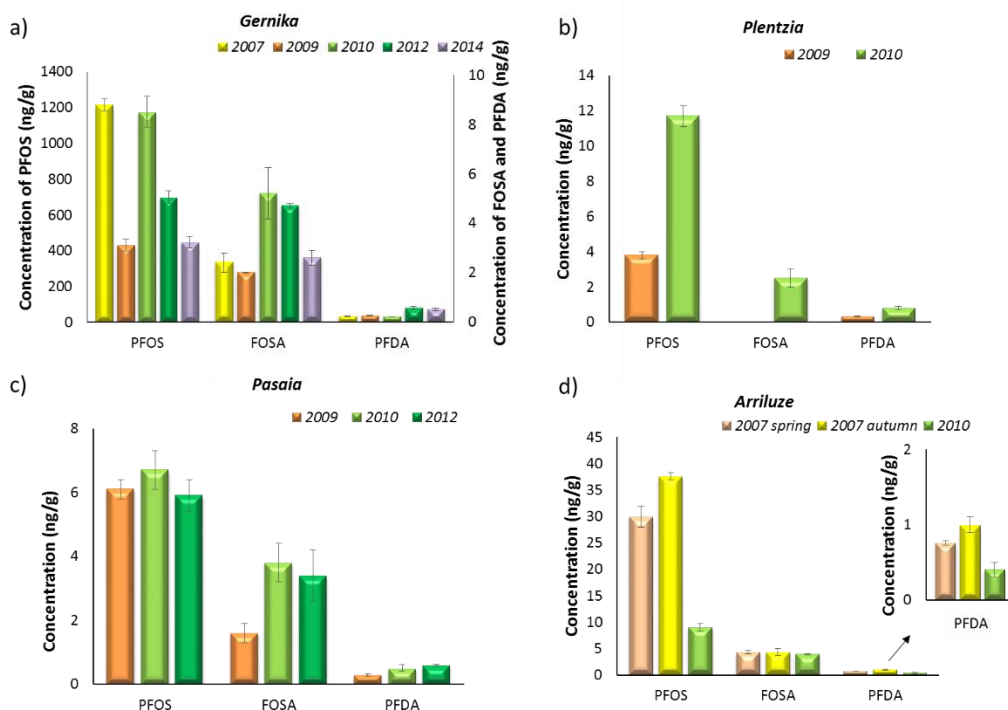 a)
Gernika
2007 2009 2010 2012 2014
Concentration of PFOS (ng/g)
1400
1200
1000
800
600
400
200
0
PFOS FOSA PFDA
10
8
6
4
2
0
Concentration of FOSA and PFDA (ng/g)
b)
Plentzia
2009 2010
Concentration (ng/g)
14
12
10
8
6
4
2
0
PFOS FOSA PFDA
c)
Pasaia
2009 2010 2012
Concentration (ng/g)
8
6
4
2
0
PFOS FOSA PFDA
d)
Arriluze
2007 spring 2007 autumn 2010
Concentration (ng/g)
45
40
35
30
25
20
15
10
5
0
PFOS FOSA PFDA
Concentration (ng/g)
2
1
0
PFDA